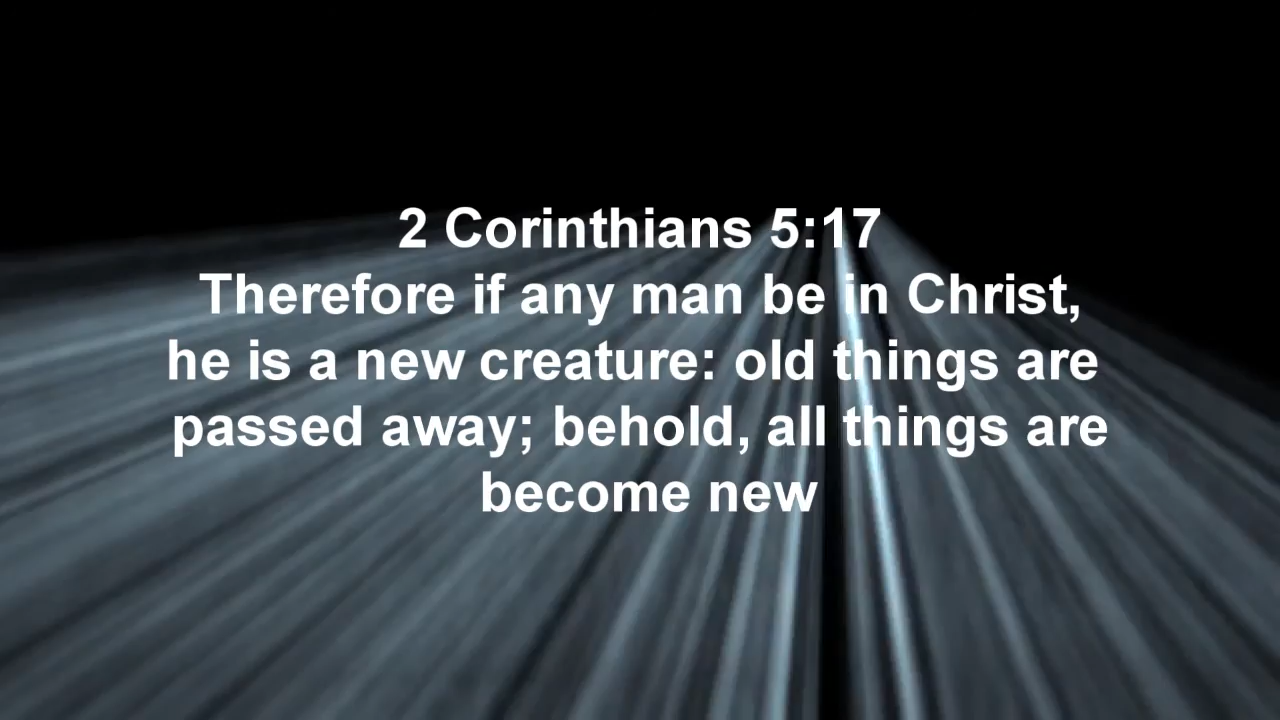 2 Corinthians 5:17
Therefore if any man be in Christ,
he is a new creature: old things are
passed away; behold, all things are
become new